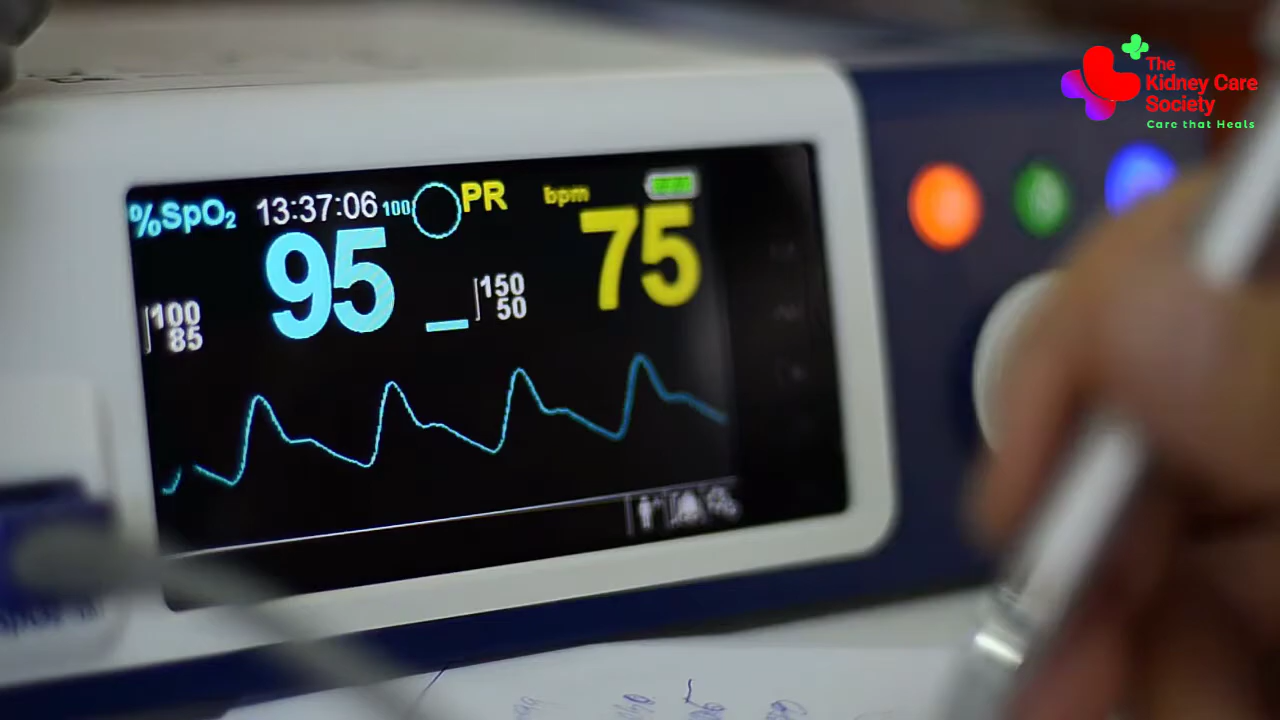 The
Kidney Care
Society
Care that Heals
%SpO₂ 13:37:06 100 PR bpm
95 75
100
85
150
50